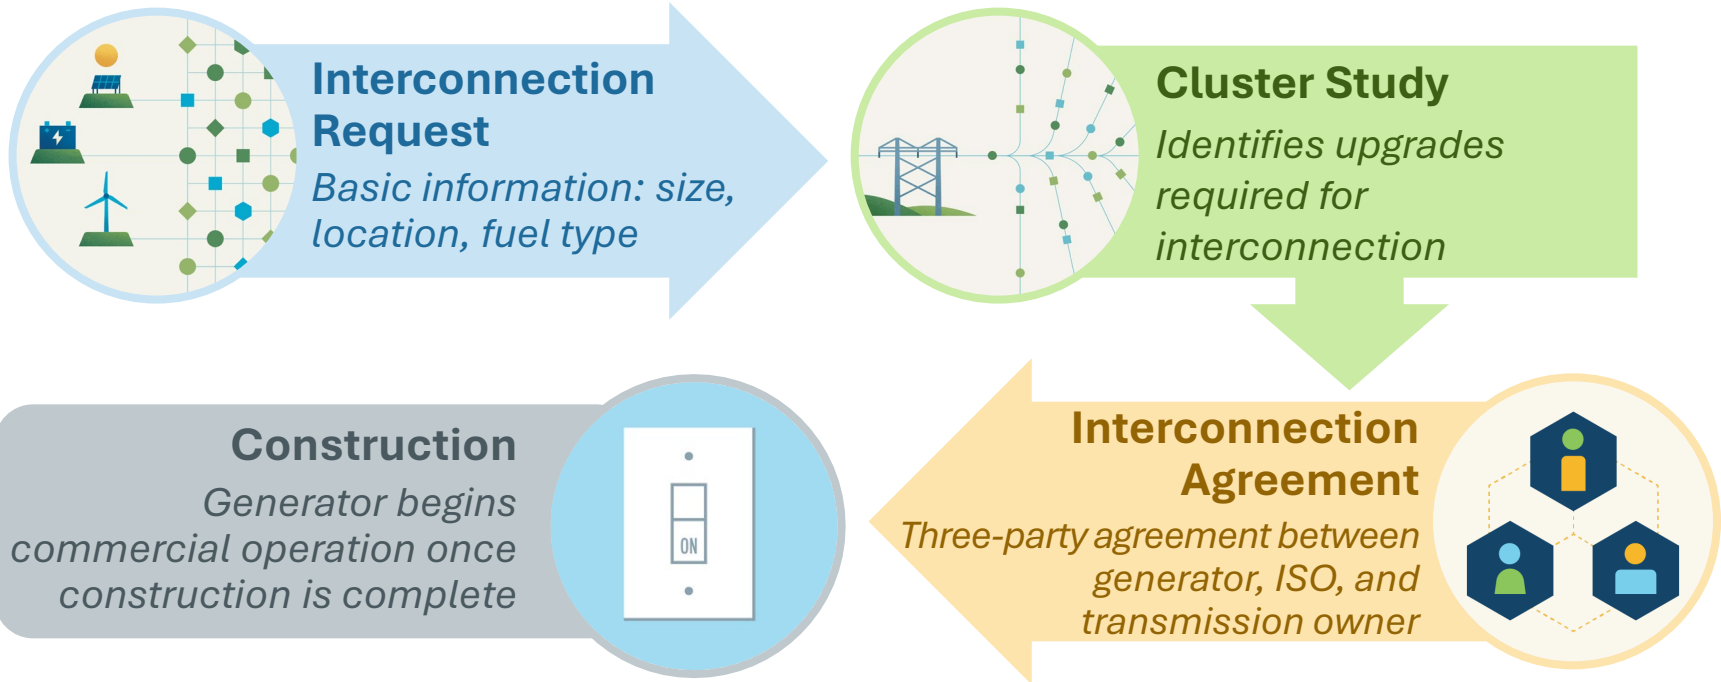 Interconnection
Request
Basic information: size,
location, fuel type
Cluster Study
Identifies upgrades
required for
interconnection
Interconnection
Agreement
Three-party agreement between
generator, ISO, and
transmission owner
Construction
Generator begins
commercial operation once
construction is complete
ON